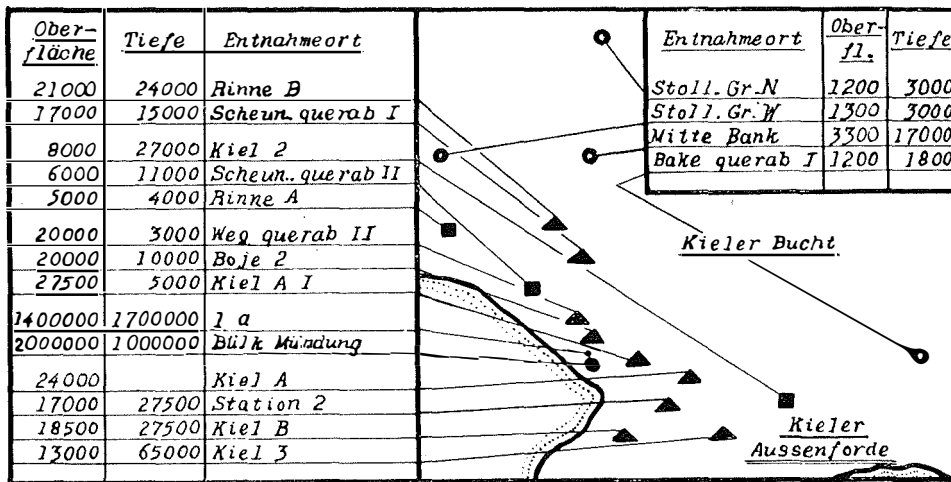 Ober-fläche Tiefe Entnahmeort
21000 24000 Rinne B
17000 15000 Scheun. querab I
8000 27000 Kiel 2
6000 11000 Scheun. querab II
5000 4000 Rinne A
20000 3000 Weg querab II
20000 10000 Boje 2
27500 5000 Kiel A I
1400000 1700000 1 a
2000000 1000000 Bülk Mündung
24000 Kiel A
17000 27500 Station 2
18500 27500 Kiel B
13000 65000 Kiel 3
Entnahmeort Ober-fl. Tiefe
Stoll. Gr. N 1200 3000
Stoll. Gr. W 1300 3000
Mitte Bank 3300 17000
Bake querab I 1200 1800
Kieler Bucht
Kieler
Aussenförde